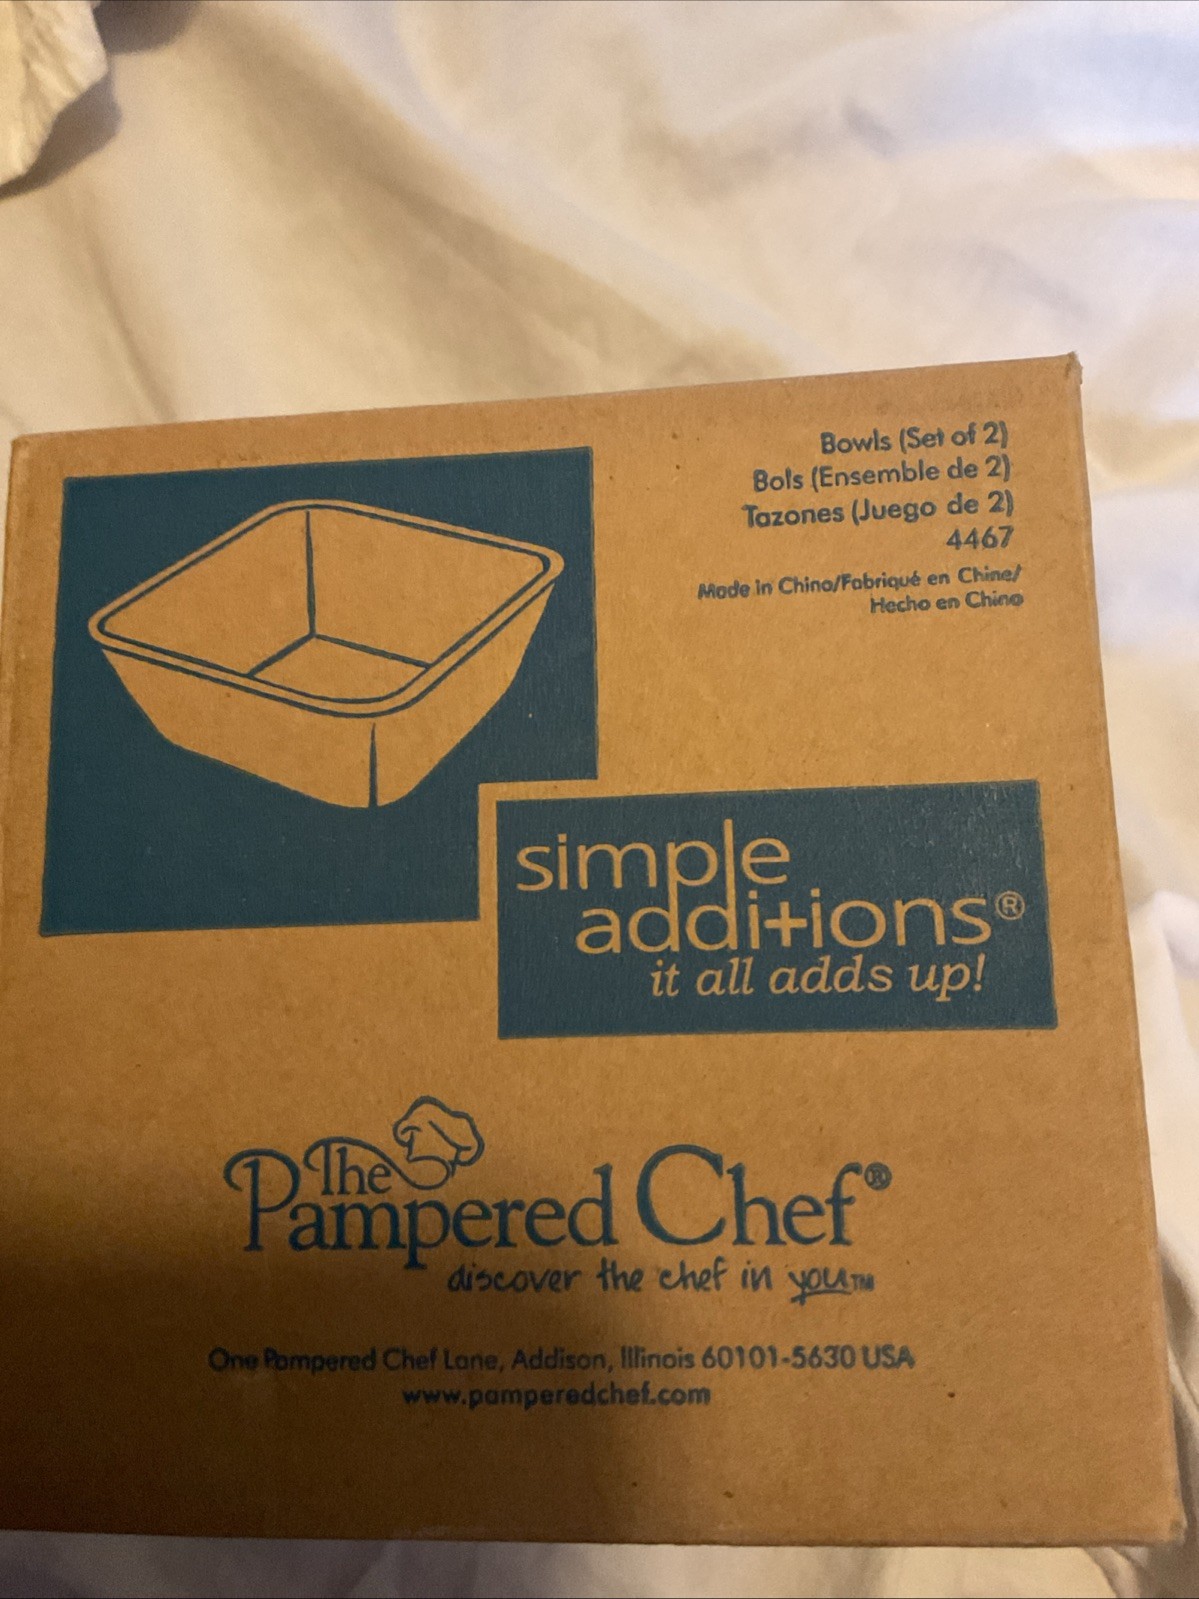 Bowls (Set of 2)
Bols (Ensemble de 2)
Tazones (Juego de 2)
4467
Made in China/Fabriqué en Chine/
Hecho en China
simple
additions®
it all adds up!
The
Pampered Chef®
discover the chef in you™
One Pampered Chef Lane, Addison, Illinois 60101-5630 USA
www.pamperedchef.com